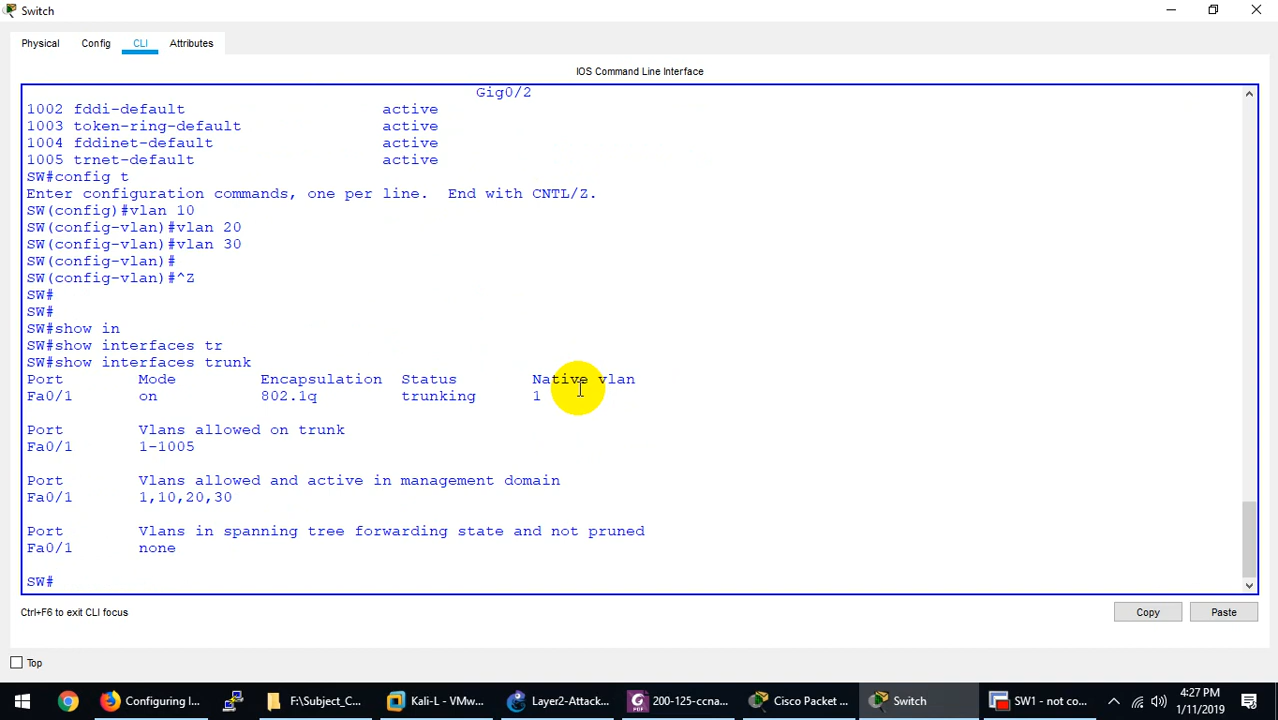 Switch
Physical Config CLI Attributes
IOS Command Line Interface
Gig0/2
1002 fddi-default active
1003 token-ring-default active
1004 fddinet-default active
1005 trnet-default active
SW#config t
Enter configuration commands, one per line. End with CNTL/Z.
SW(config)#vlan 10
SW(config-vlan)#vlan 20
SW(config-vlan)#vlan 30
SW(config-vlan)#
SW(config-vlan)#^Z
SW#
SW#
SW#show in
SW#show interfaces tr
SW#show interfaces trunk
Port Mode Encapsulation Status Native vlan
Fa0/1 on 802.1q trunking 1
Port Vlans allowed on trunk
Fa0/1 1-1005
Port Vlans allowed and active in management domain
Fa0/1 1,10,20,30
Port Vlans in spanning tree forwarding state and not pruned
Fa0/1 none
SW#
Ctrl+F6 to exit CLI focus
Copy Paste
Top
Configuring I... F:\Subject_C... Kali-L - VMw... Layer2-Attack... 200-125-ccna... Cisco Packet ... Switch SW1 - not co... 4:27 PM
1/11/2019